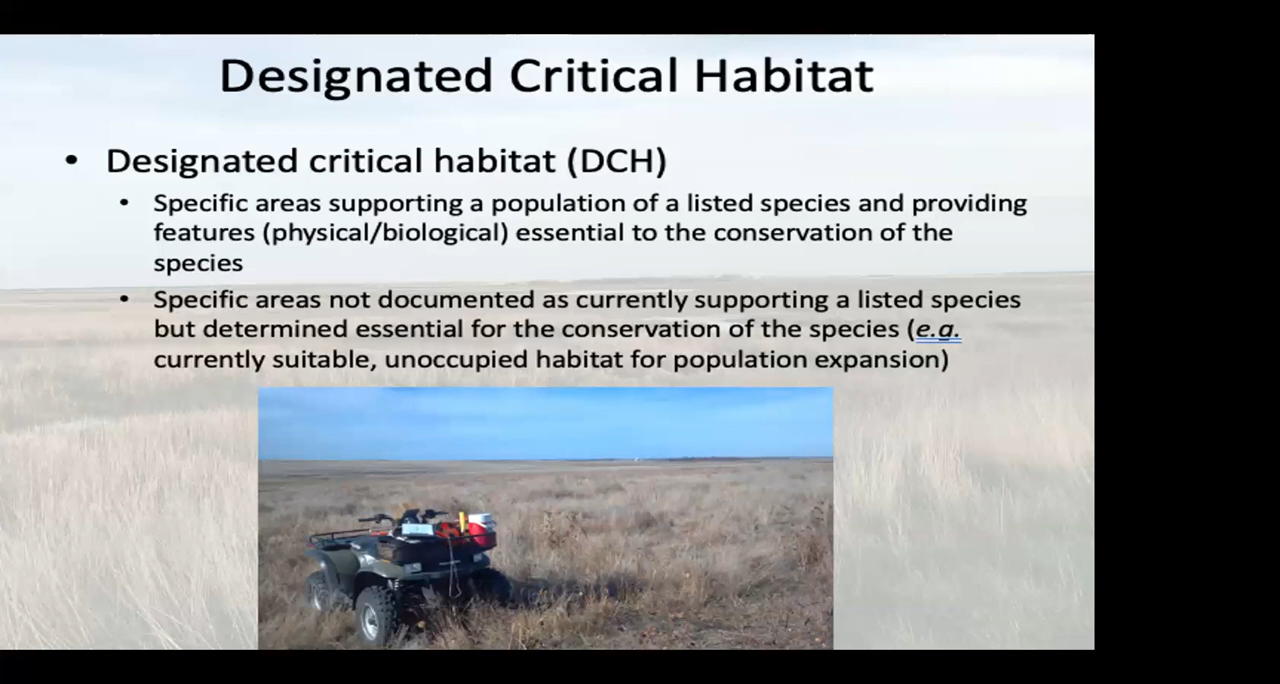 Designated Critical Habitat
• Designated critical habitat (DCH)
• Specific areas supporting a population of a listed species and providing
features (physical/biological) essential to the conservation of the
species
• Specific areas not documented as currently supporting a listed species
but determined essential for the conservation of the species (e.g.
currently suitable, unoccupied habitat for population expansion)